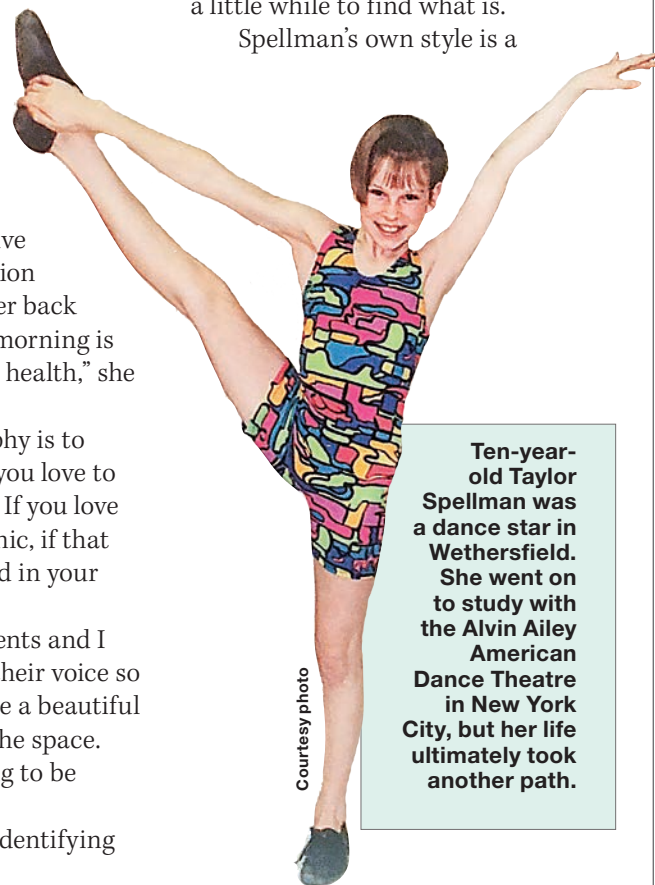 a little while to find what is.
Spellman’s own style is a
ve
ion
er back
morning is
health,” she
phy is to
you love to
If you love
nic, if that
d in your
ents and I
their voice so
e a beautiful
he space.
g to be
dentifying
Courtesy photo
Ten-year-
old Taylor
Spellman was
a dance star in
Wethersfield.
She went on
to study with
the Alvin Ailey
American
Dance Theatre
in New York
City, but her life
ultimately took
another path.